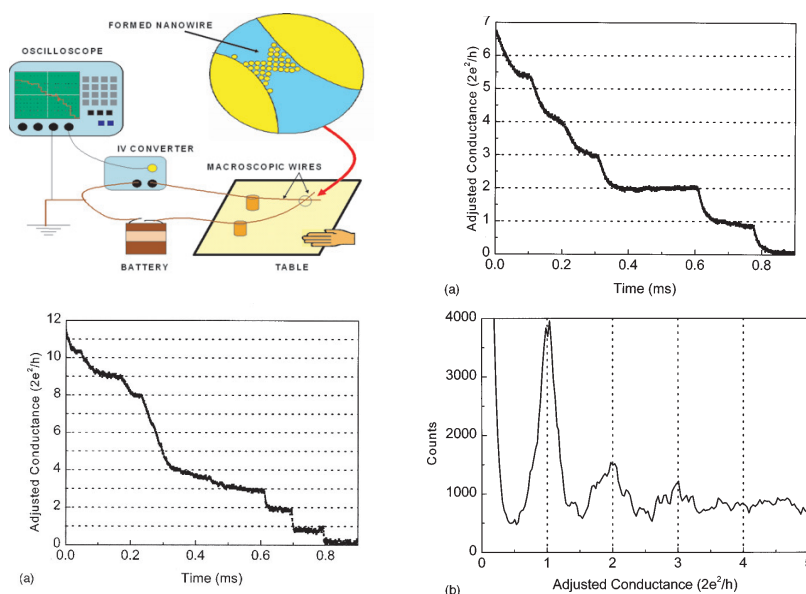 FORMED NANOWIRE
OSCILLOSCOPE
IV CONVERTER
MACROSCOPIC WIRES
BATTERY
TABLE
7
6
5
4
3
2
1
0
Adjusted Conductance (2e²/h)
0.0 0.2 0.4 0.6 0.8
(a) Time (ms)
12
10
8
6
4
2
0
Adjusted Conductance (2e²/h)
0.0 0.2 0.4 0.6 0.8
(a) Time (ms)
4000
3000
2000
1000
0
Counts
0 1 2 3 4 5
(b) Adjusted Conductance (2e²/h)